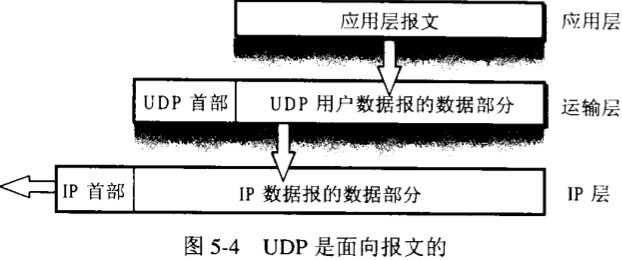 应用层报文 应用层
UDP 首部 UDP 用户数据报的数据部分 运输层
IP 首部 IP 数据报的数据部分 IP 层
图 5-4 UDP 是面向报文的